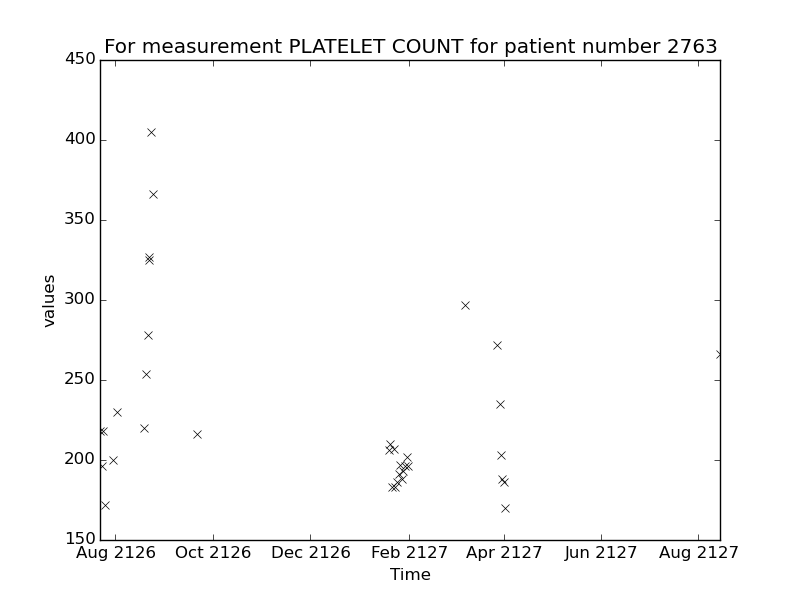 For measurement PLATELET COUNT for patient number 2763
450
400
350
300
250
200
150
values
Aug 2126 Oct 2126 Dec 2126 Feb 2127 Apr 2127 Jun 2127 Aug 2127
Time